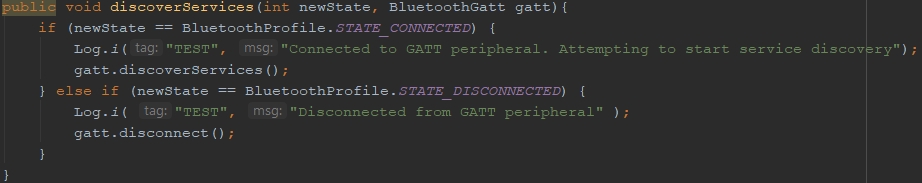 public void discoverServices(int newState, BluetoothGatt gatt){
if (newState == BluetoothProfile.STATE_CONNECTED) {
Log.i( tag: "TEST", msg: "Connected to GATT peripheral. Attempting to start service discovery");
gatt.discoverServices();
} else if (newState == BluetoothProfile.STATE_DISCONNECTED) {
Log.i( tag: "TEST", msg: "Disconnected from GATT peripheral" );
gatt.disconnect();
}
}